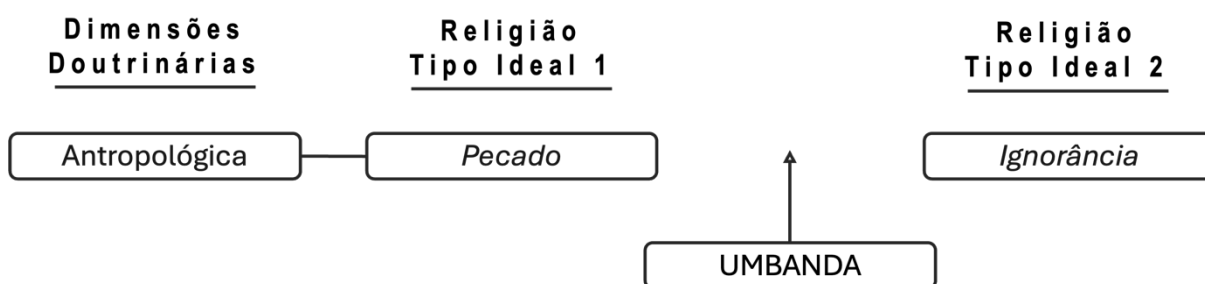 Dimensões
Doutrinárias
Religião
Tipo Ideal 1
Religião
Tipo Ideal 2
Antropológica
Pecado
Ignorância
UMBANDA